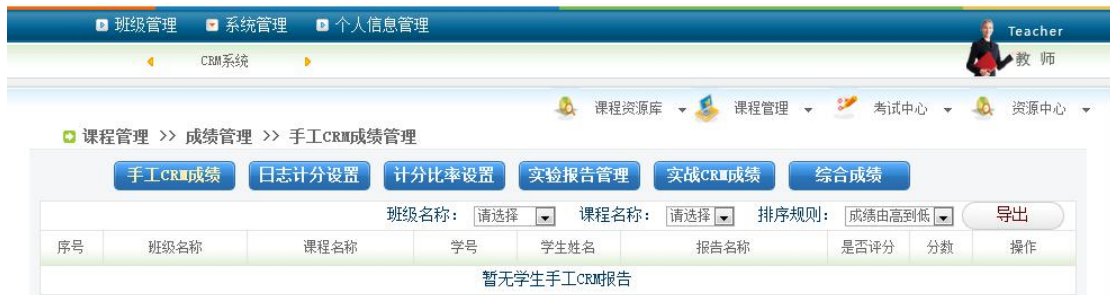 班级管理 系统管理 个人信息管理
Teacher
CRM系统 教 师
课程资源库 课程管理 考试中心 资源中心
课程管理 >> 成绩管理 >> 手工CRM成绩管理
手工CRM成绩 日志计分设置 计分比率设置 实验报告管理 实战CRM成绩 综合成绩
班级名称: 请选择 课程名称: 请选择 排序规则: 成绩由高到低 导出
序号 班级名称 课程名称 学号 学生姓名 报告名称 是否评分 分数 操作
暂无学生手工CRM报告